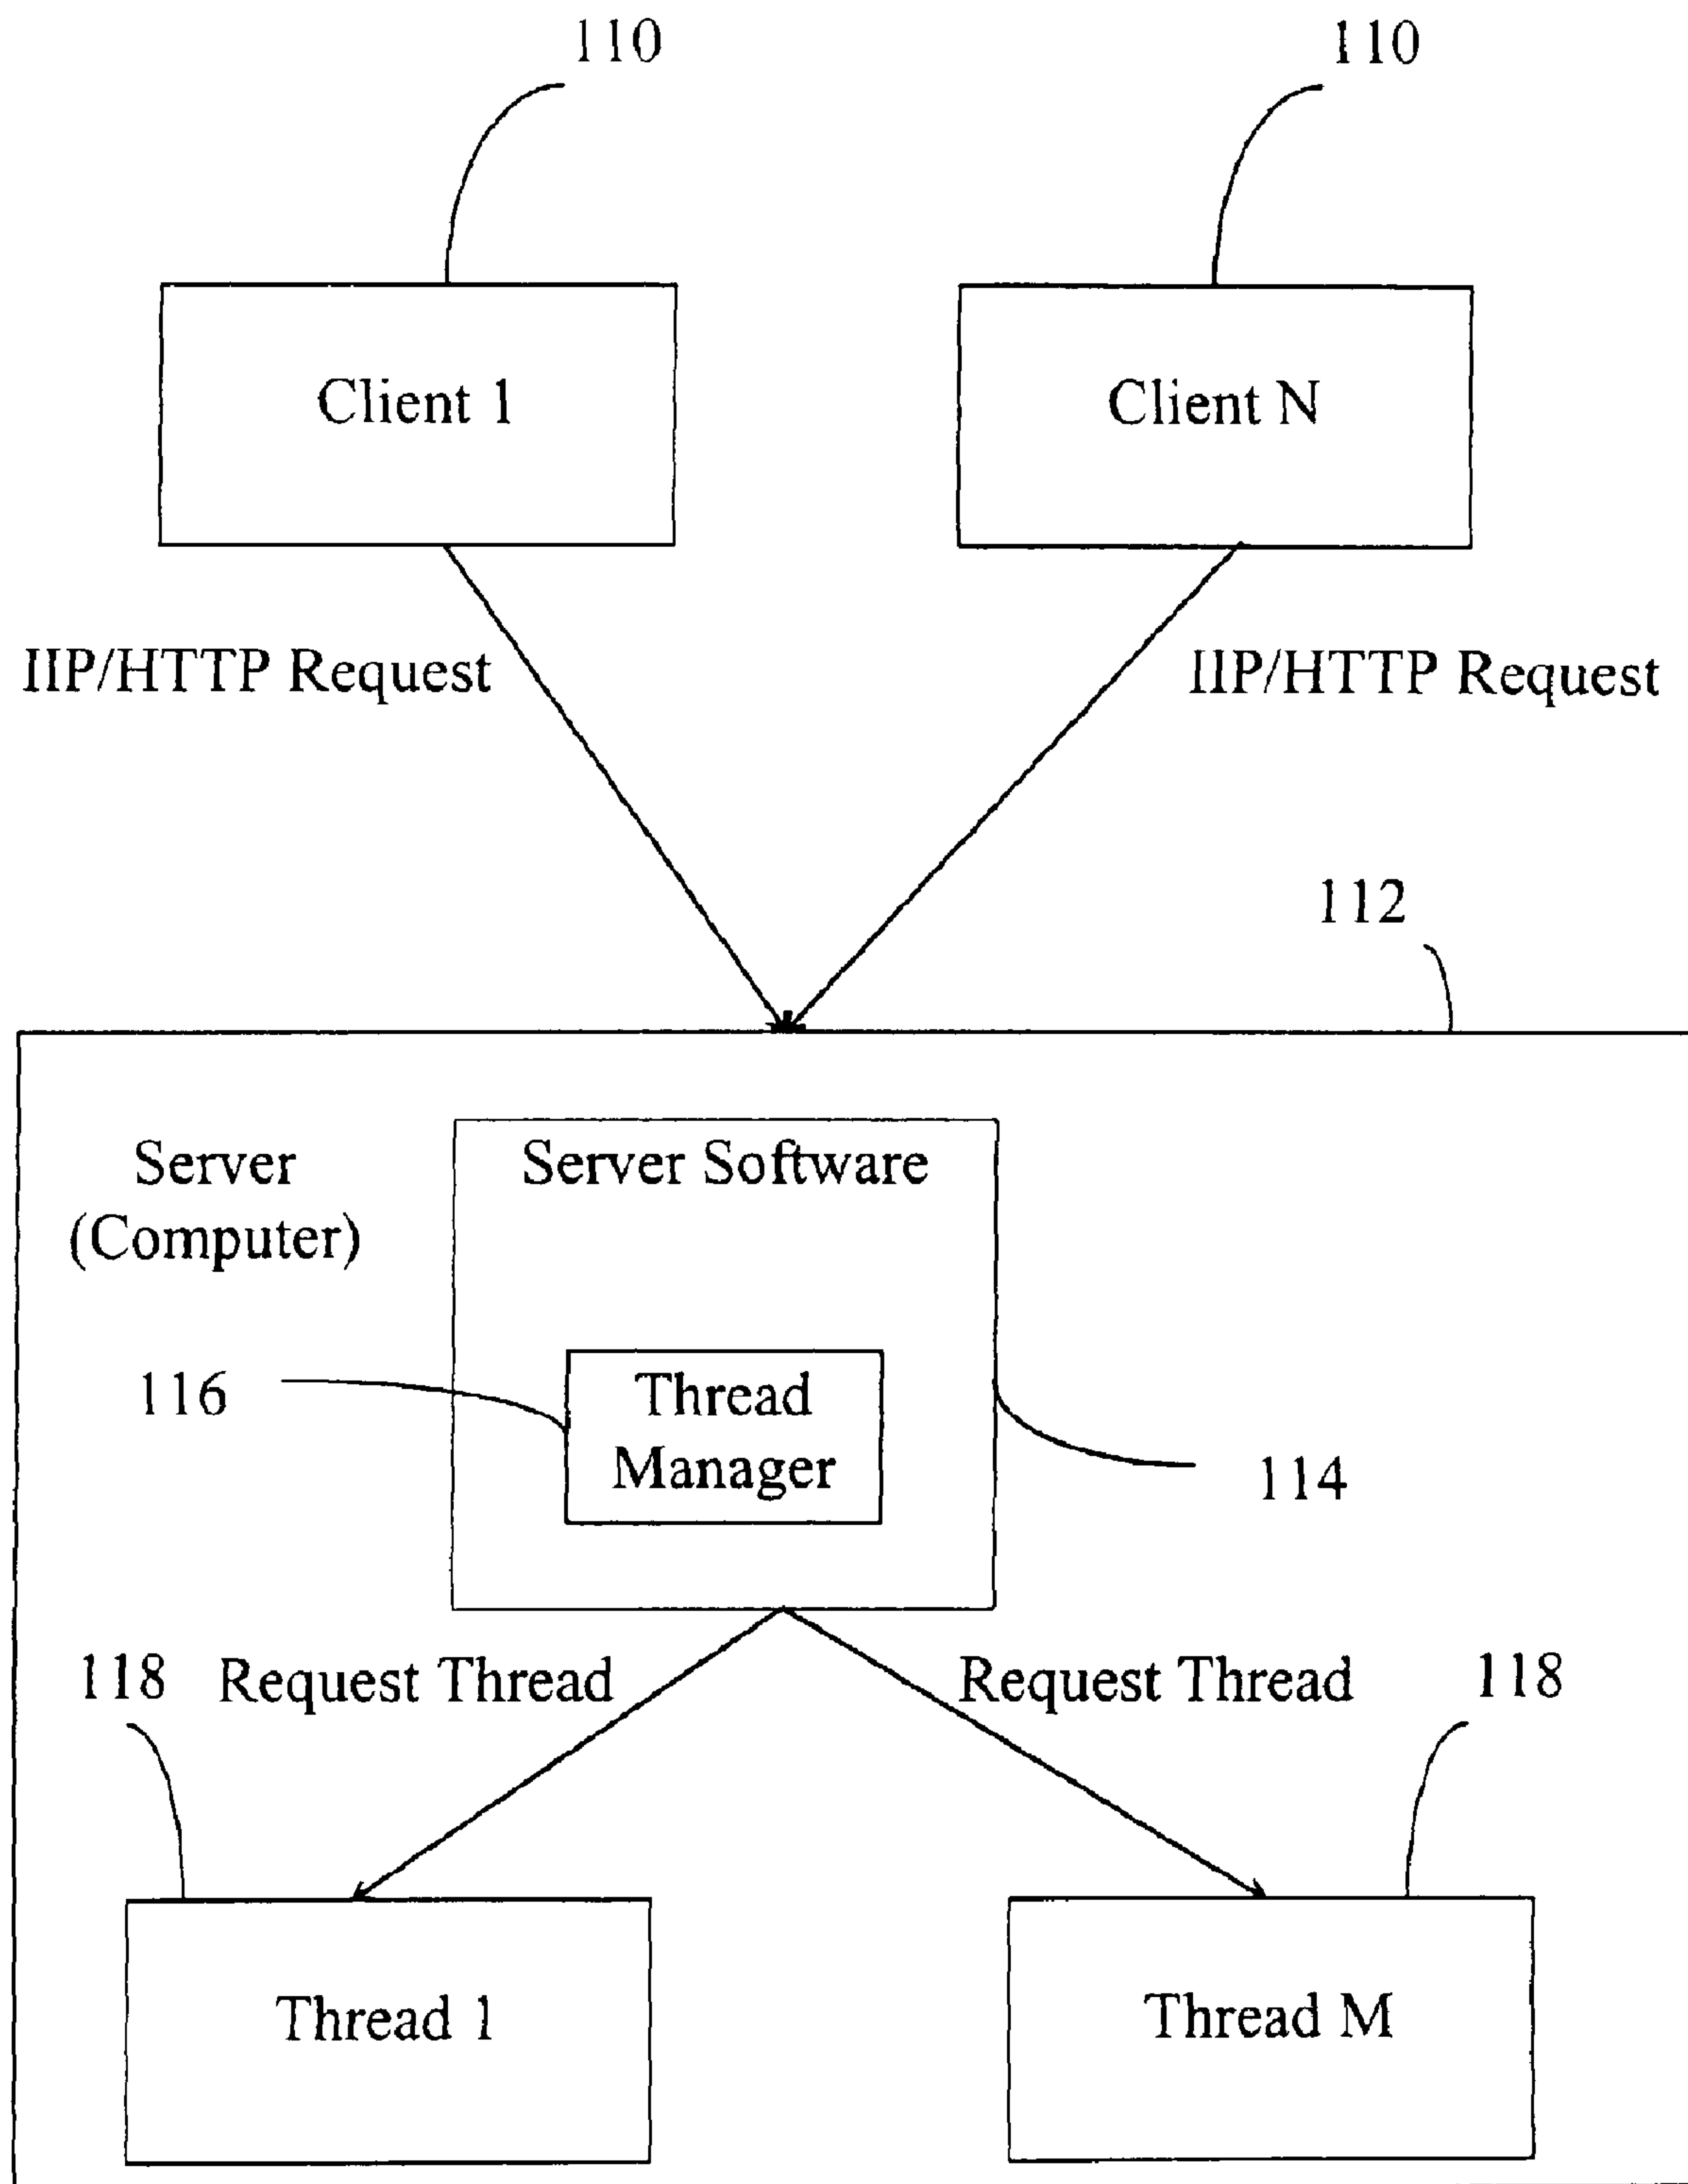 110
110
Client 1
Client N
IIP/HTTP Request
IIP/HTTP Request
112
Server
(Computer)
Server Software
116
Thread
Manager
114
118
Request Thread
Request Thread
118
Thread 1
Thread M